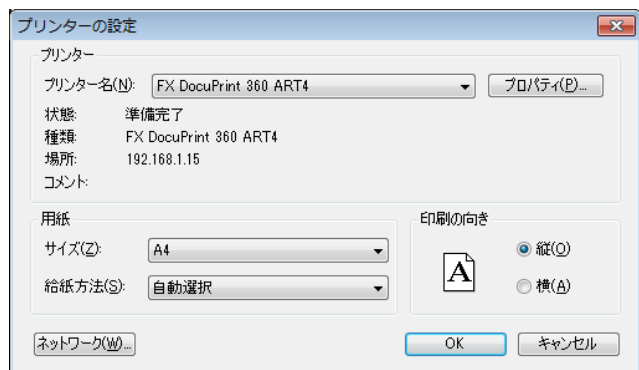 プリンターの設定
プリンター
プリンター名(N): FX DocuPrint 360 ART4 プロパティ(P)...
状態: 準備完了
種類: FX DocuPrint 360 ART4
場所: 192.168.1.15
コメント:
用紙
サイズ(Z): A4
給紙方法(S): 自動選択
印刷の向き
A
縦(O)
横(A)
ネットワーク(W)... OK キャンセル